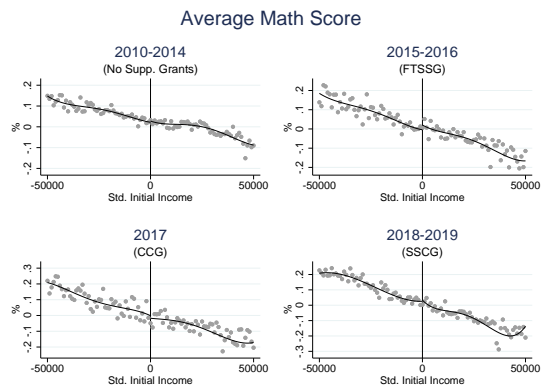 Average Math Score
2010-2014
(No Supp. Grants)
%
.2
.1
0
-.1
-.2
-50000 0 50000
Std. Initial Income
2015-2016
(FTSSG)
%
.2
.1
0
-.1
-.2
-50000 0 50000
Std. Initial Income
2017
(CCG)
%
.3
.2
.1
0
-.1
-.2
-50000 0 50000
Std. Initial Income
2018-2019
(SSCG)
%
.2
.1
0
-.1
-.2
-.3
-50000 0 50000
Std. Initial Income